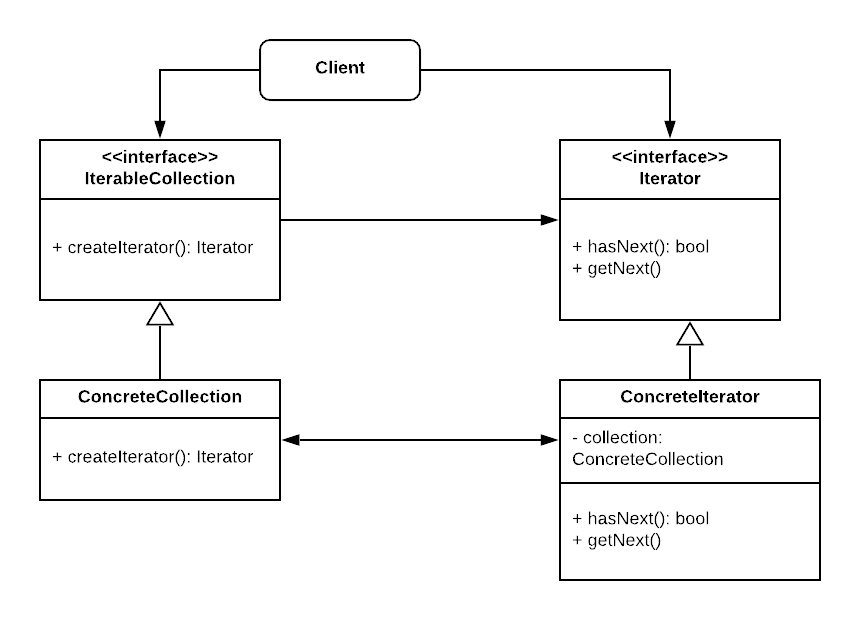 Client
<<interface>>
IterableCollection
+ createIterator(): Iterator
<<interface>>
Iterator
+ hasNext(): bool
+ getNext()
ConcreteCollection
+ createIterator(): Iterator
ConcreteIterator
- collection:
ConcreteCollection
+ hasNext(): bool
+ getNext()